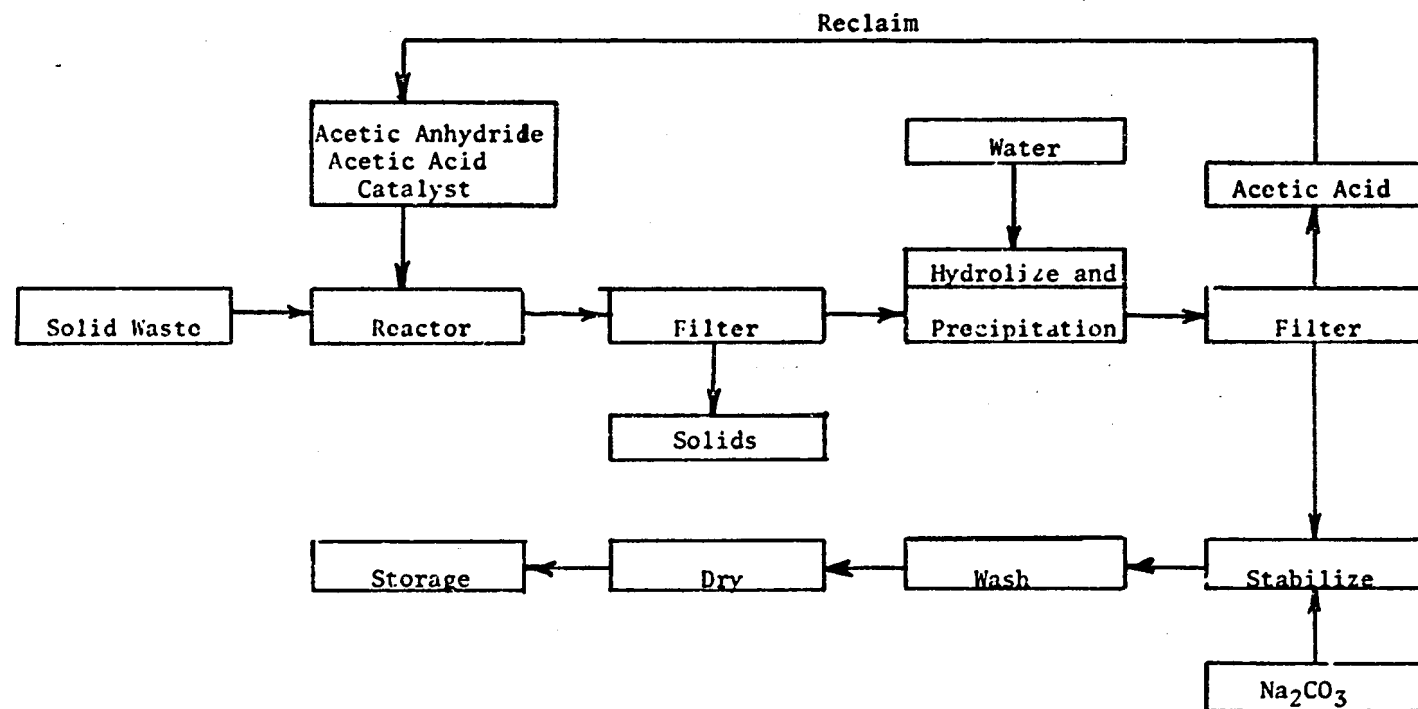 Reclaim
Acetic Anhydride
Acetic Acid
Catalyst
Water
Acetic Acid
Hydrolize and
Precipitation
Solid Waste
Reactor
Filter
Filter
Solids
Storage
Dry
Wash
Stabilize
Na₂CO₃